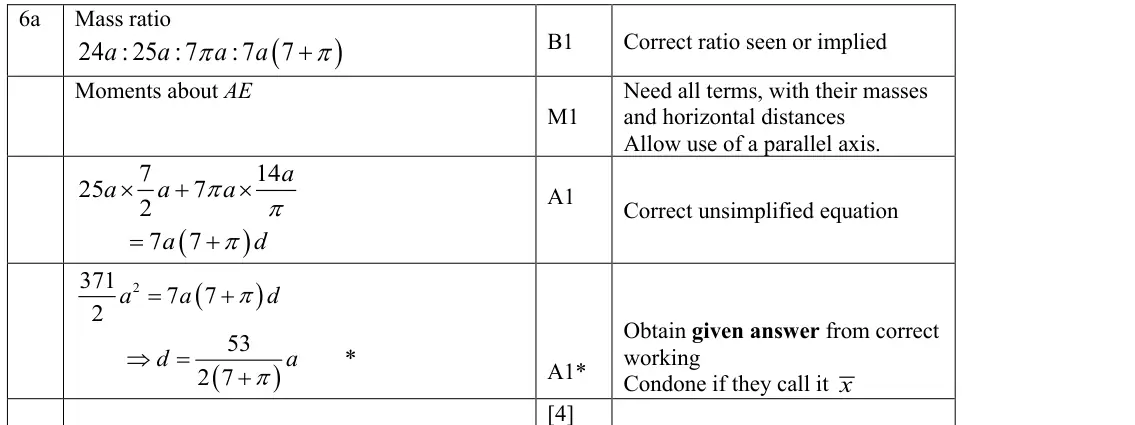 6a Mass ratio
24a : 25a : 7πa : 7a(7 + π)
B1 Correct ratio seen or implied
Moments about AE
M1 Need all terms, with their masses
and horizontal distances
Allow use of a parallel axis.
25a × 7/2 a + 7πa × 14a/π
= 7a(7 + π)d
A1 Correct unsimplified equation
371/2 a² = 7a(7 + π)d
⇒ d = 53/2(7 + π) a *
A1* Obtain given answer from correct
working
Condone if they call it x̅
[4]